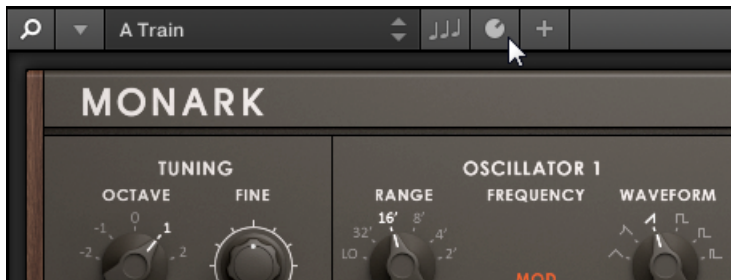 A Train
MONARK
TUNING
OSCILLATOR 1
OCTAVE FINE RANGE FREQUENCY WAVEFORM
-2 -1 0 1 2
LO 32' 16' 8' 4' 2'
MOD